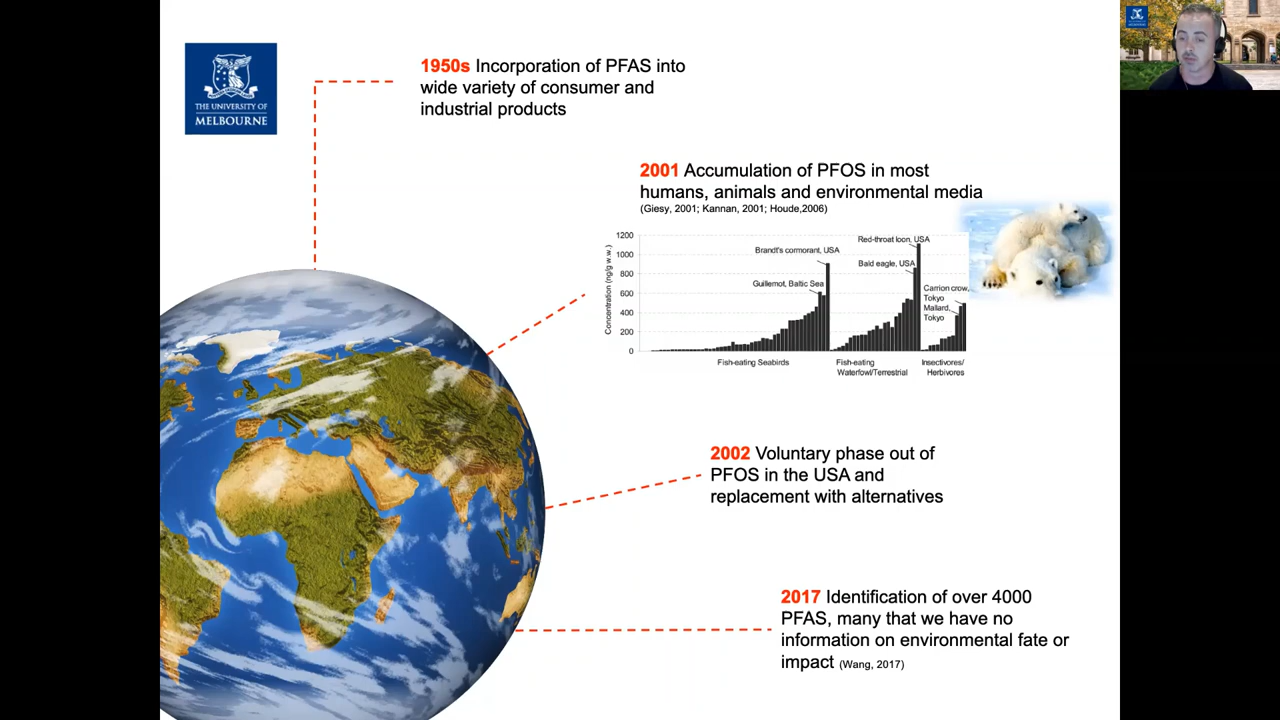 THE UNIVERSITY OF
MELBOURNE
1950s Incorporation of PFAS into
wide variety of consumer and
industrial products
2001 Accumulation of PFOS in most
humans, animals and environmental media
(Giesy, 2001; Kannan, 2001; Houde,2006)
Concentration (ng/g w.w.)
1200
1000
800
600
400
200
0
Brandt's cormorant, USA
Guillemot, Baltic Sea
Red-throat loon, USA
Bald eagle, USA
Carrion crow,
Tokyo
Mallard,
Tokyo
Fish-eating Seabirds
Fish-eating
Waterfowl/Terrestrial
Insectivores/
Herbivores
2002 Voluntary phase out of
PFOS in the USA and
replacement with alternatives
2017 Identification of over 4000
PFAS, many that we have no
information on environmental fate or
impact (Wang, 2017)
MELBOURNE